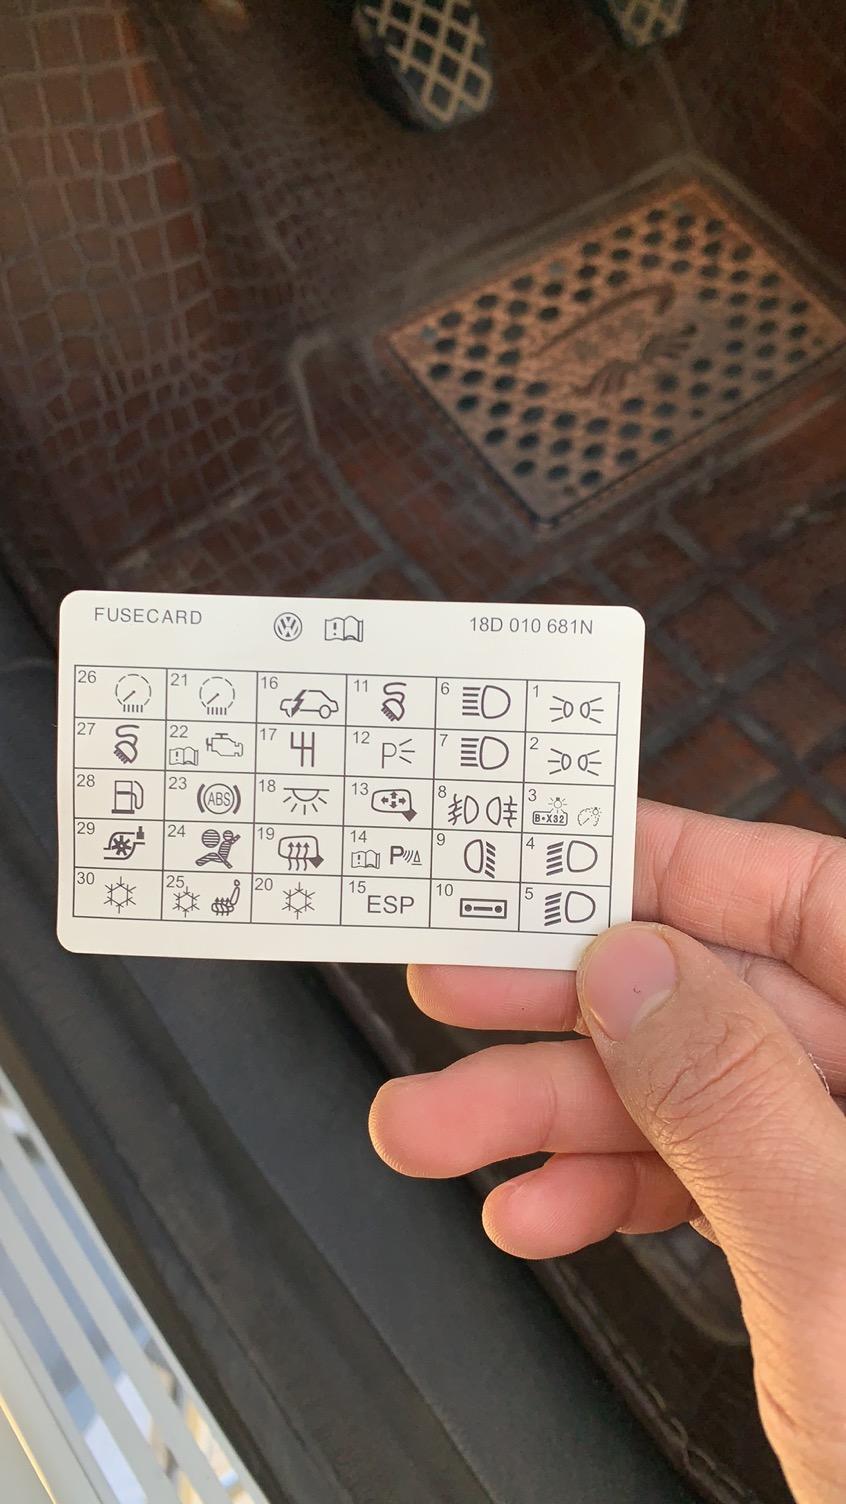 FUSECARD 18D 010 681N
26 21 16 11 6 1
27 22 17 12 P 7 2
28 23 ABS 18 13 8 3 B•X32
29 24 19 14 P 9 4
30 25 20 15 ESP 10 5